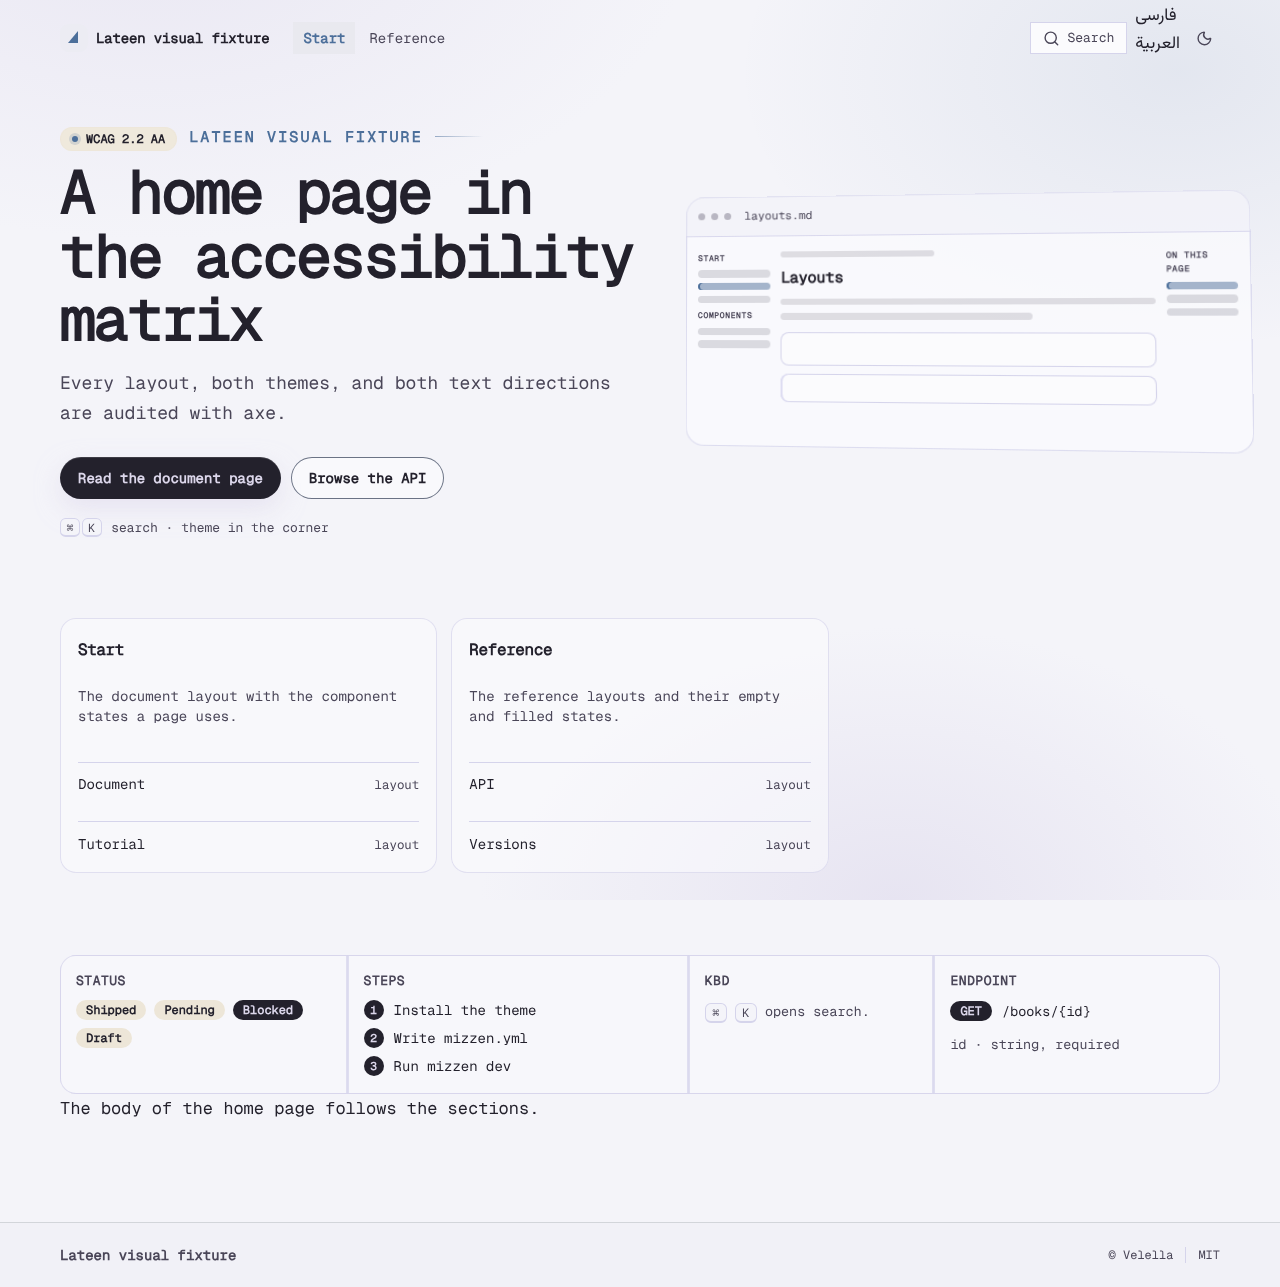 Lateen visual fixture
Start
Reference
Search
فارسی
العربية
WCAG 2.2 AA
LATEEN VISUAL FIXTURE
A home page in
the accessibility
matrix
Every layout, both themes, and both text directions
are audited with axe.
Read the document page
Browse the API
⌘ K search · theme in the corner
layouts.md
START
COMPONENTS
Layouts
ON THIS
PAGE
Start
The document layout with the component
states a page uses.
Document layout
Tutorial layout
Reference
The reference layouts and their empty
and filled states.
API layout
Versions layout
STATUS
Shipped Pending Blocked
Draft
STEPS
1 Install the theme
2 Write mizzen.yml
3 Run mizzen dev
KBD
⌘ K opens search.
ENDPOINT
GET /books/{id}
id · string, required
The body of the home page follows the sections.
Lateen visual fixture
© Velella
MIT